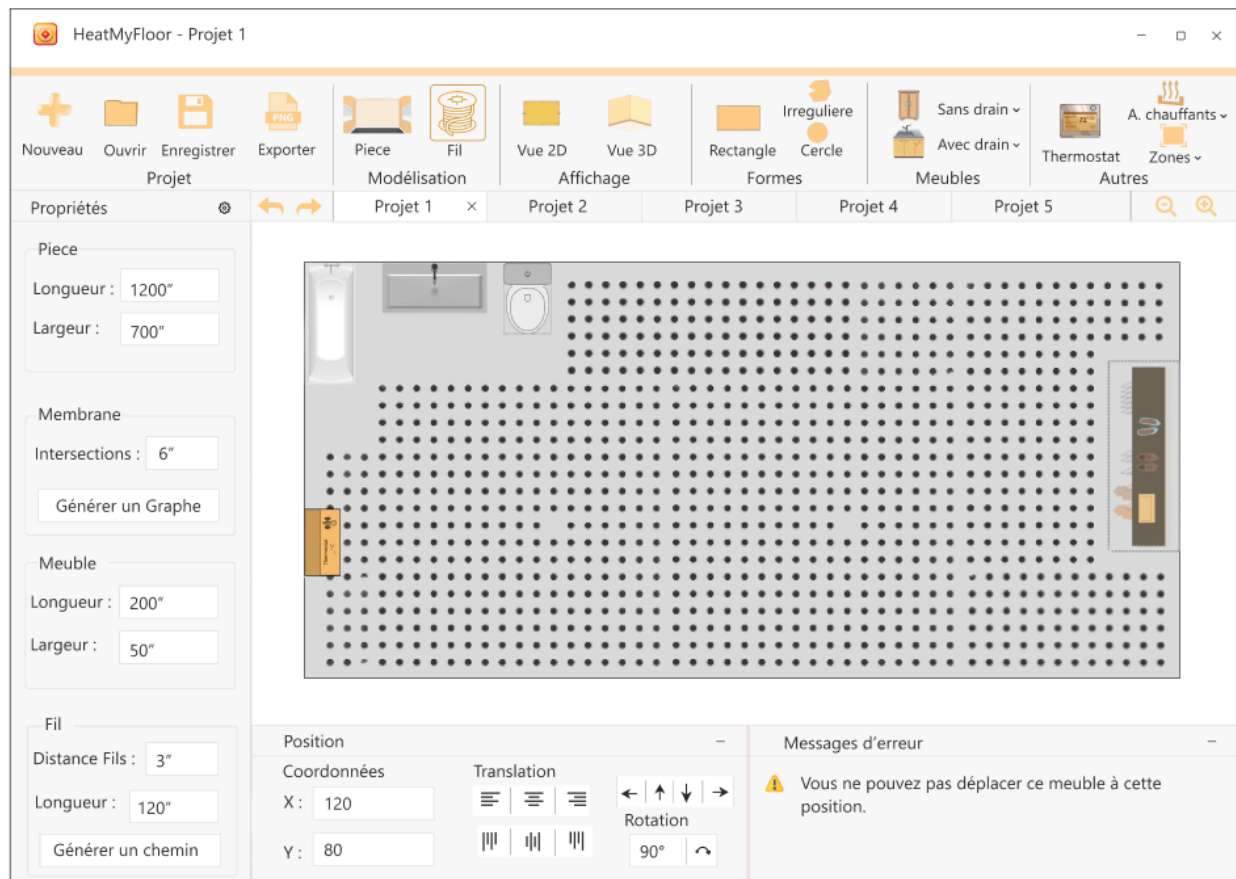 HeatMyFloor - Projet 1
Nouveau
Ouvrir
Enregistrer
PNG
Exporter
Projet
Piece
Fil
Modélisation
Vue 2D
Vue 3D
Affichage
Rectangle
Irreguliere
Cercle
Formes
Sans drain
Avec drain
Meubles
Thermostat
A. chauffants
Zones
Autres
Propriétés
Projet 1 ×
Projet 2
Projet 3
Projet 4
Projet 5
Piece
Longueur : 1200"
Largeur : 700"
Membrane
Intersections : 6"
Générer un Graphe
Meuble
Longueur : 200"
Largeur : 50"
Fil
Distance Fils : 3"
Longueur : 120"
Générer un chemin
Thermostat
Position
Coordonnées
X : 120
Y : 80
Translation
Rotation
90°
Messages d'erreur
Vous ne pouvez pas déplacer ce meuble à cette
position.